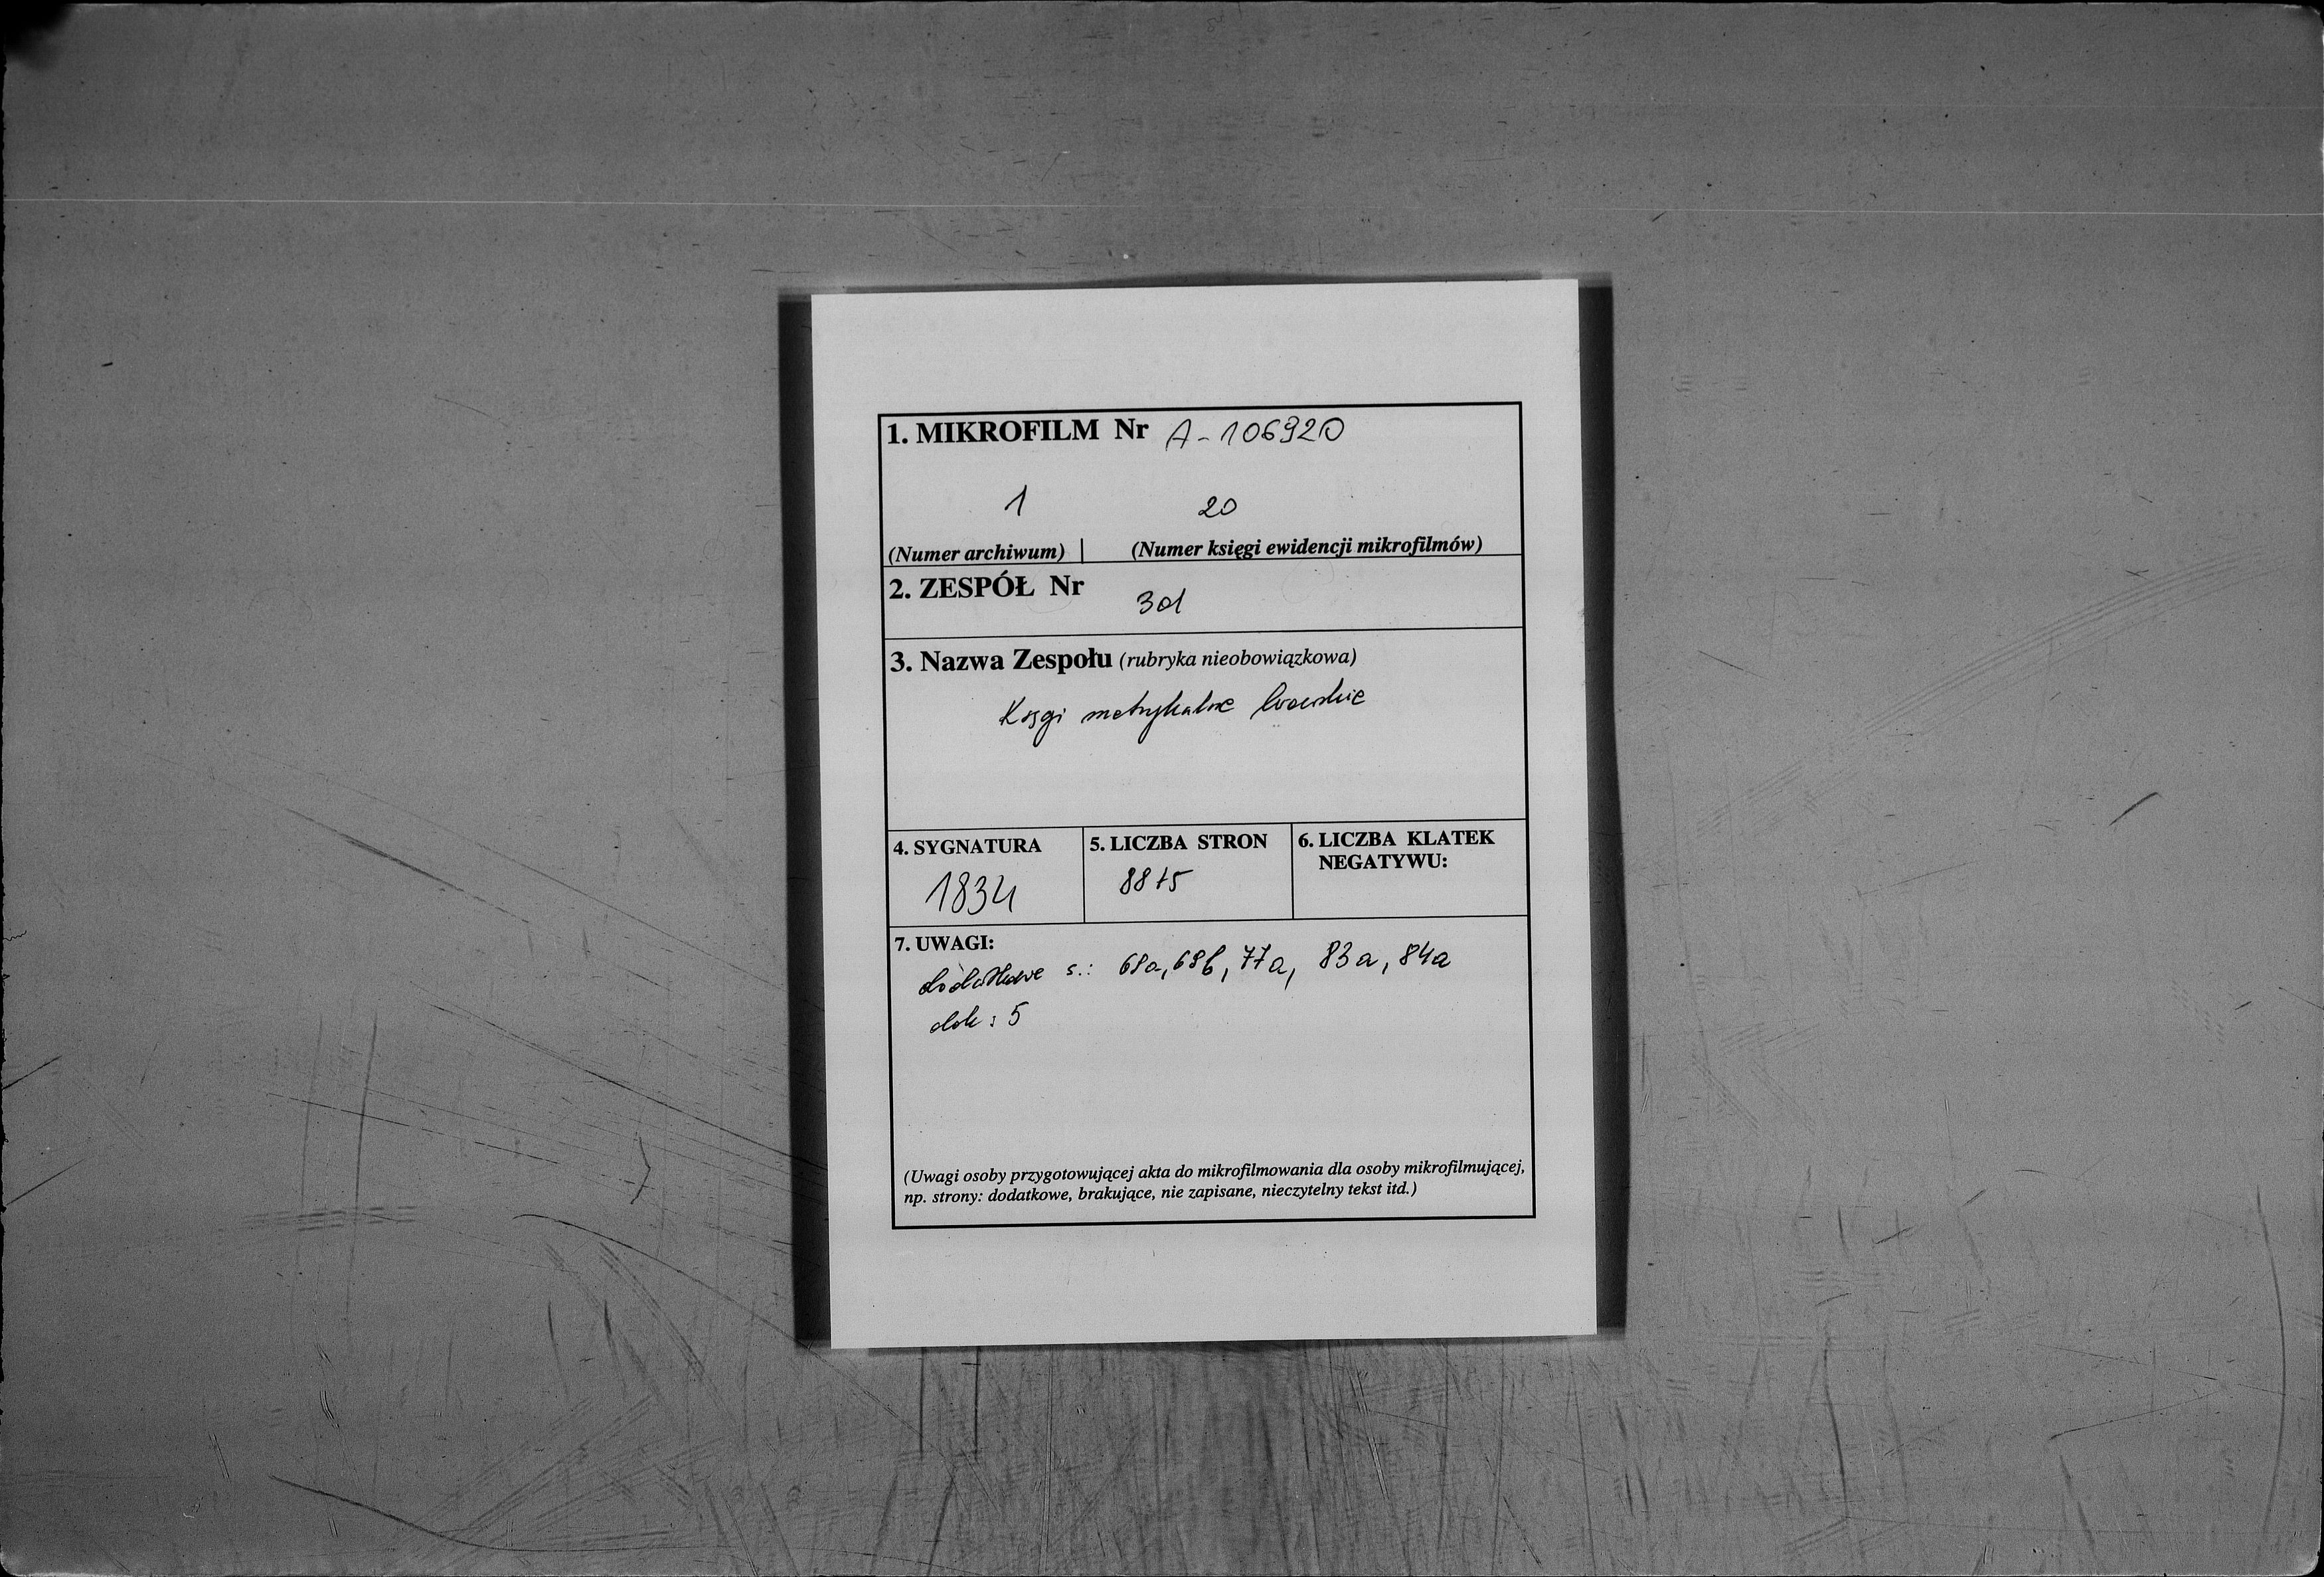 1. MIKROFILM Nr A-106920
1 20
(Numer archiwum) | (Numer księgi ewidencji mikrofilmów)
2. ZESPÓŁ Nr 301
3. Nazwa Zespołu (rubryka nieobowiązkowa)
Księgi metrykalne lwowskie
4. SYGNATURA
1834
5. LICZBA STRON
88+5
6. LICZBA KLATEK
NEGATYWU:
7. UWAGI:
dodatkowe s.: 68a, 68b, 77a, 83a, 84a
dok: 5
(Uwagi osoby przygotowującej akta do mikrofilmowania dla osoby mikrofilmującej,
np. strony: dodatkowe, brakujące, nie zapisane, nieczytelny tekst itd.)